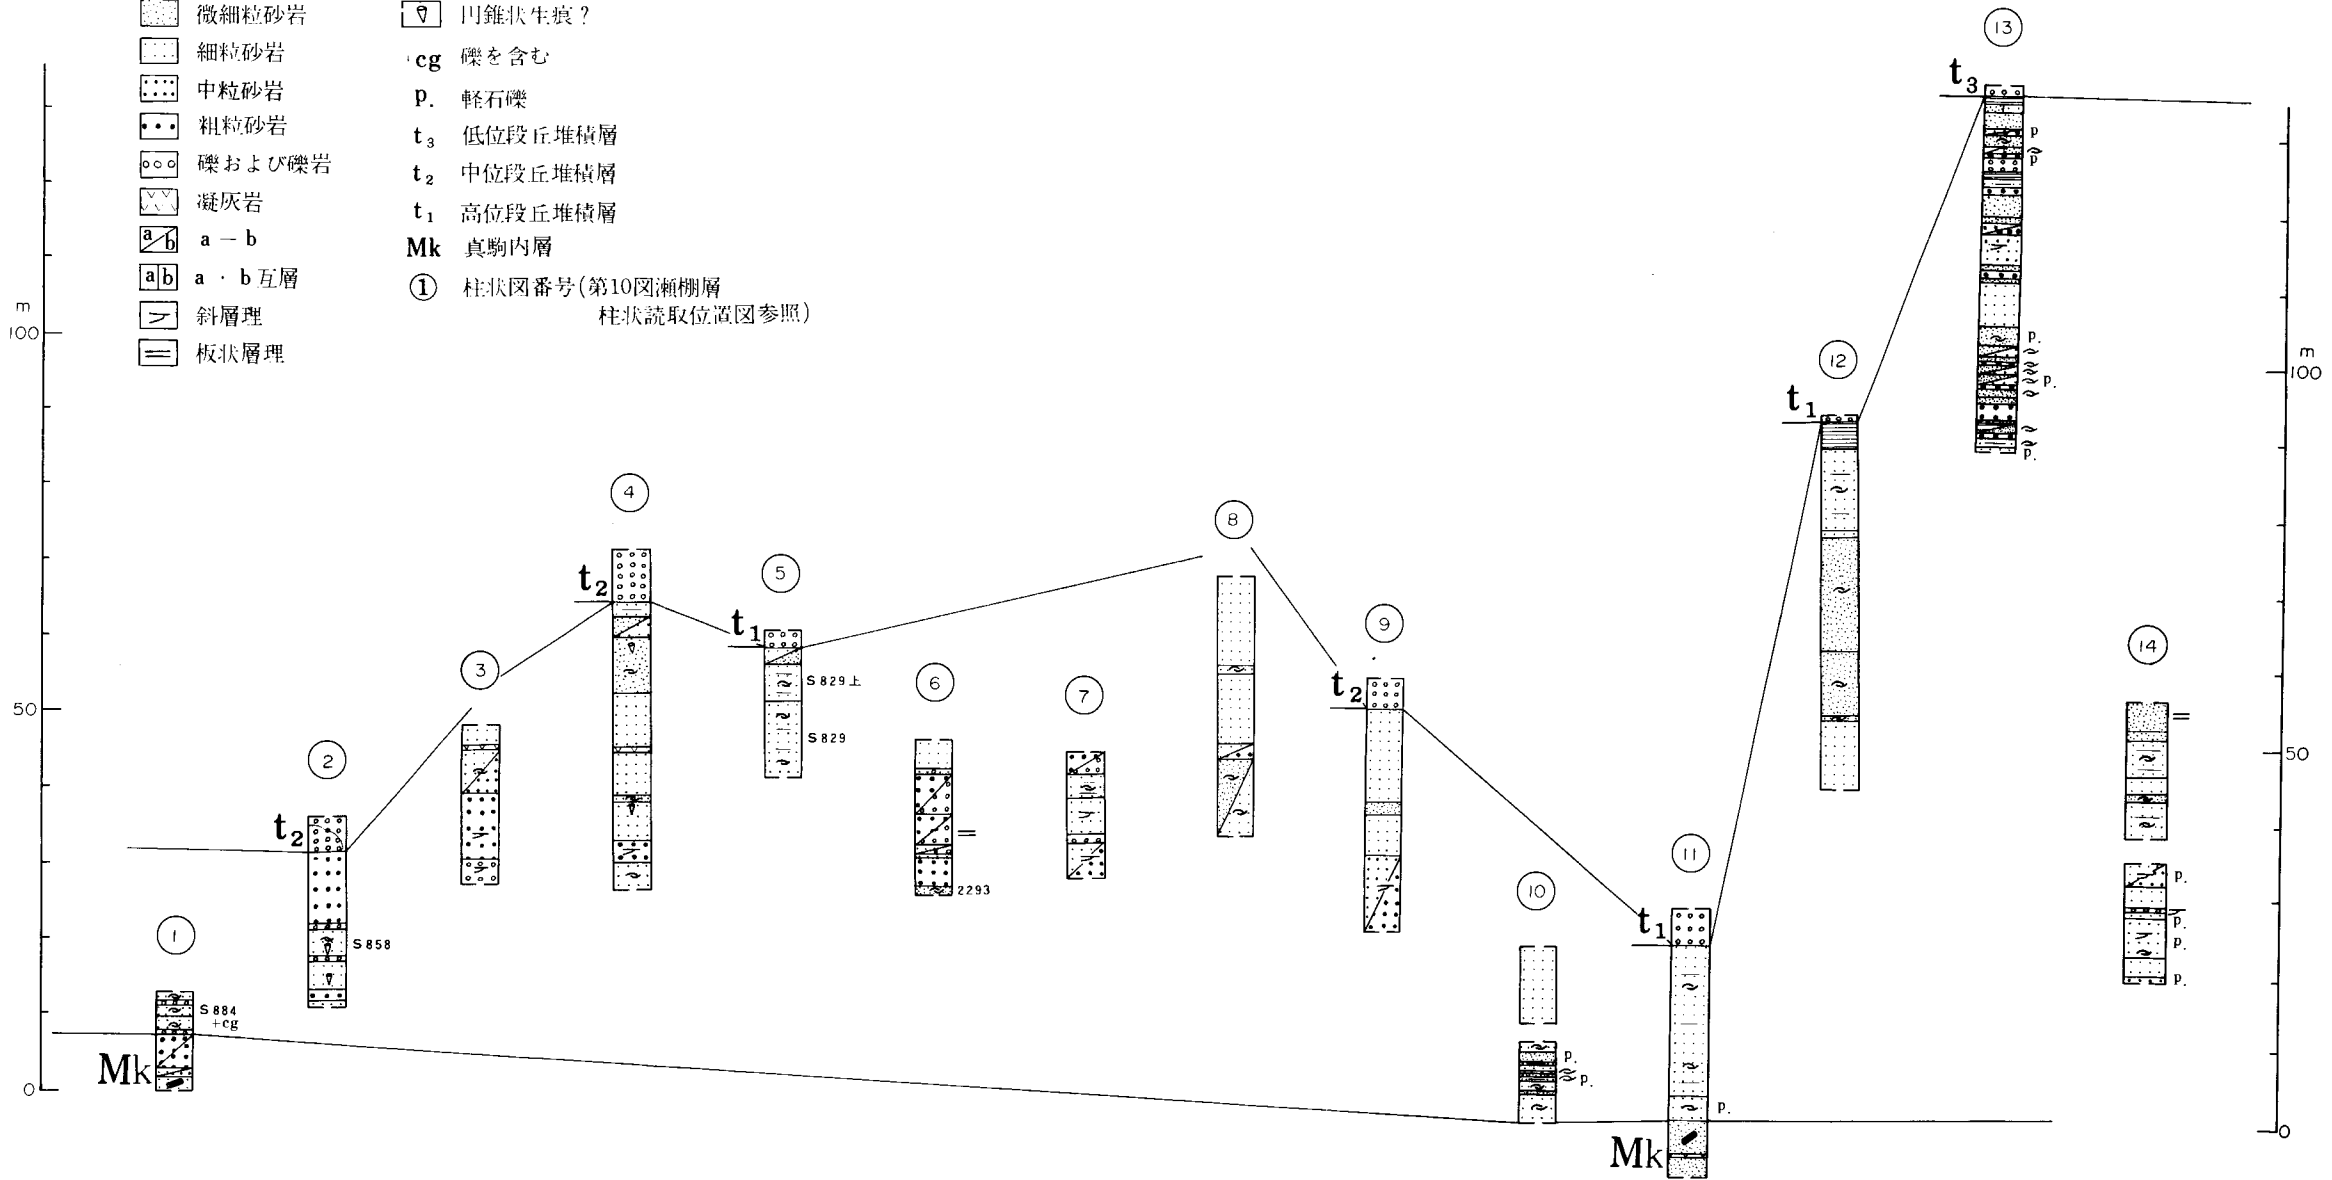 微細粒砂岩
細粒砂岩
中粒砂岩
粗粒砂岩
礫および礫岩
凝灰岩
a b a — b
a b a · b 互層
斜層理
板状層理
円錐状生痕?
cg 礫を含む
p. 軽石礫
t₃ 低位段丘堆積層
t₂ 中位段丘堆積層
t₁ 高位段丘堆積層
Mk 真駒内層
① 柱状図番号(第10図瀬棚層
柱状読取位置図参照)
m
100
50
0
1
S 884
+cg
Mk
2
t₂
S 858
3
4
t₂
5
t₁
S 829 上
S 829
6
=
2293
7
8
9
t₂
10
p.
p.
11
t₁
p.
Mk
12
t₁
13
t₃
p
p
p.
p.
p.
14
=
p.
p.
p.
p.
m
100
50
0